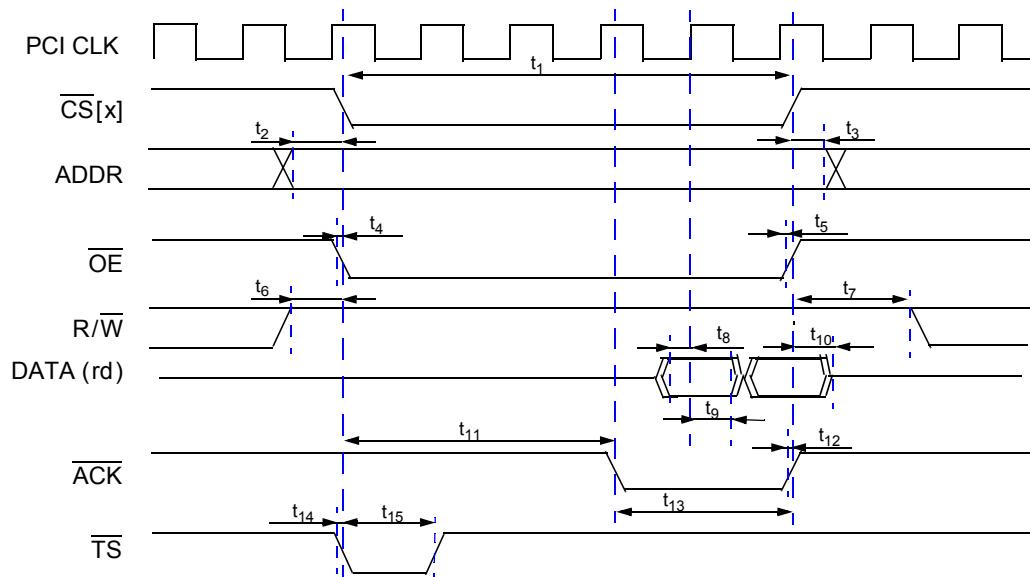 PCI CLK
t1
CS[x]
t2
t3
ADDR
t4
t5
OE
t6
t7
R/W
t8
t10
DATA (rd)
t9
t11
t12
ACK
t13
t14
t15
TS